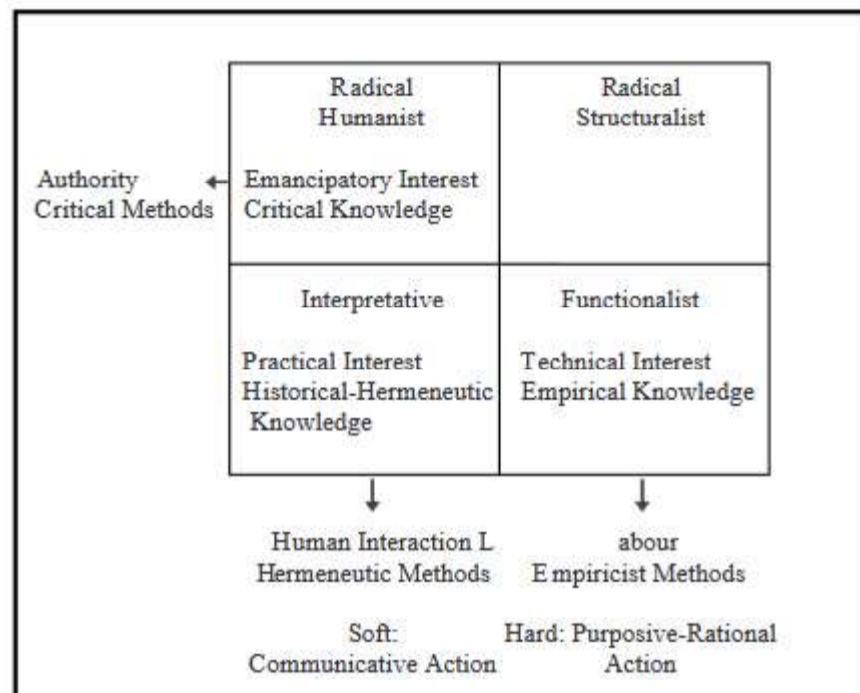 Radical
Humanist
Radical
Structuralist
Authority
Critical Methods
Emancipatory Interest
Critical Knowledge
Interpretative
Practical Interest
Historical-Hermeneutic
Knowledge
Functionalist
Technical Interest
Empirical Knowledge
Human Interaction L
Hermeneutic Methods
abour
Empiricist Methods
Soft:
Communicative Action
Hard: Purposive-Rational
Action